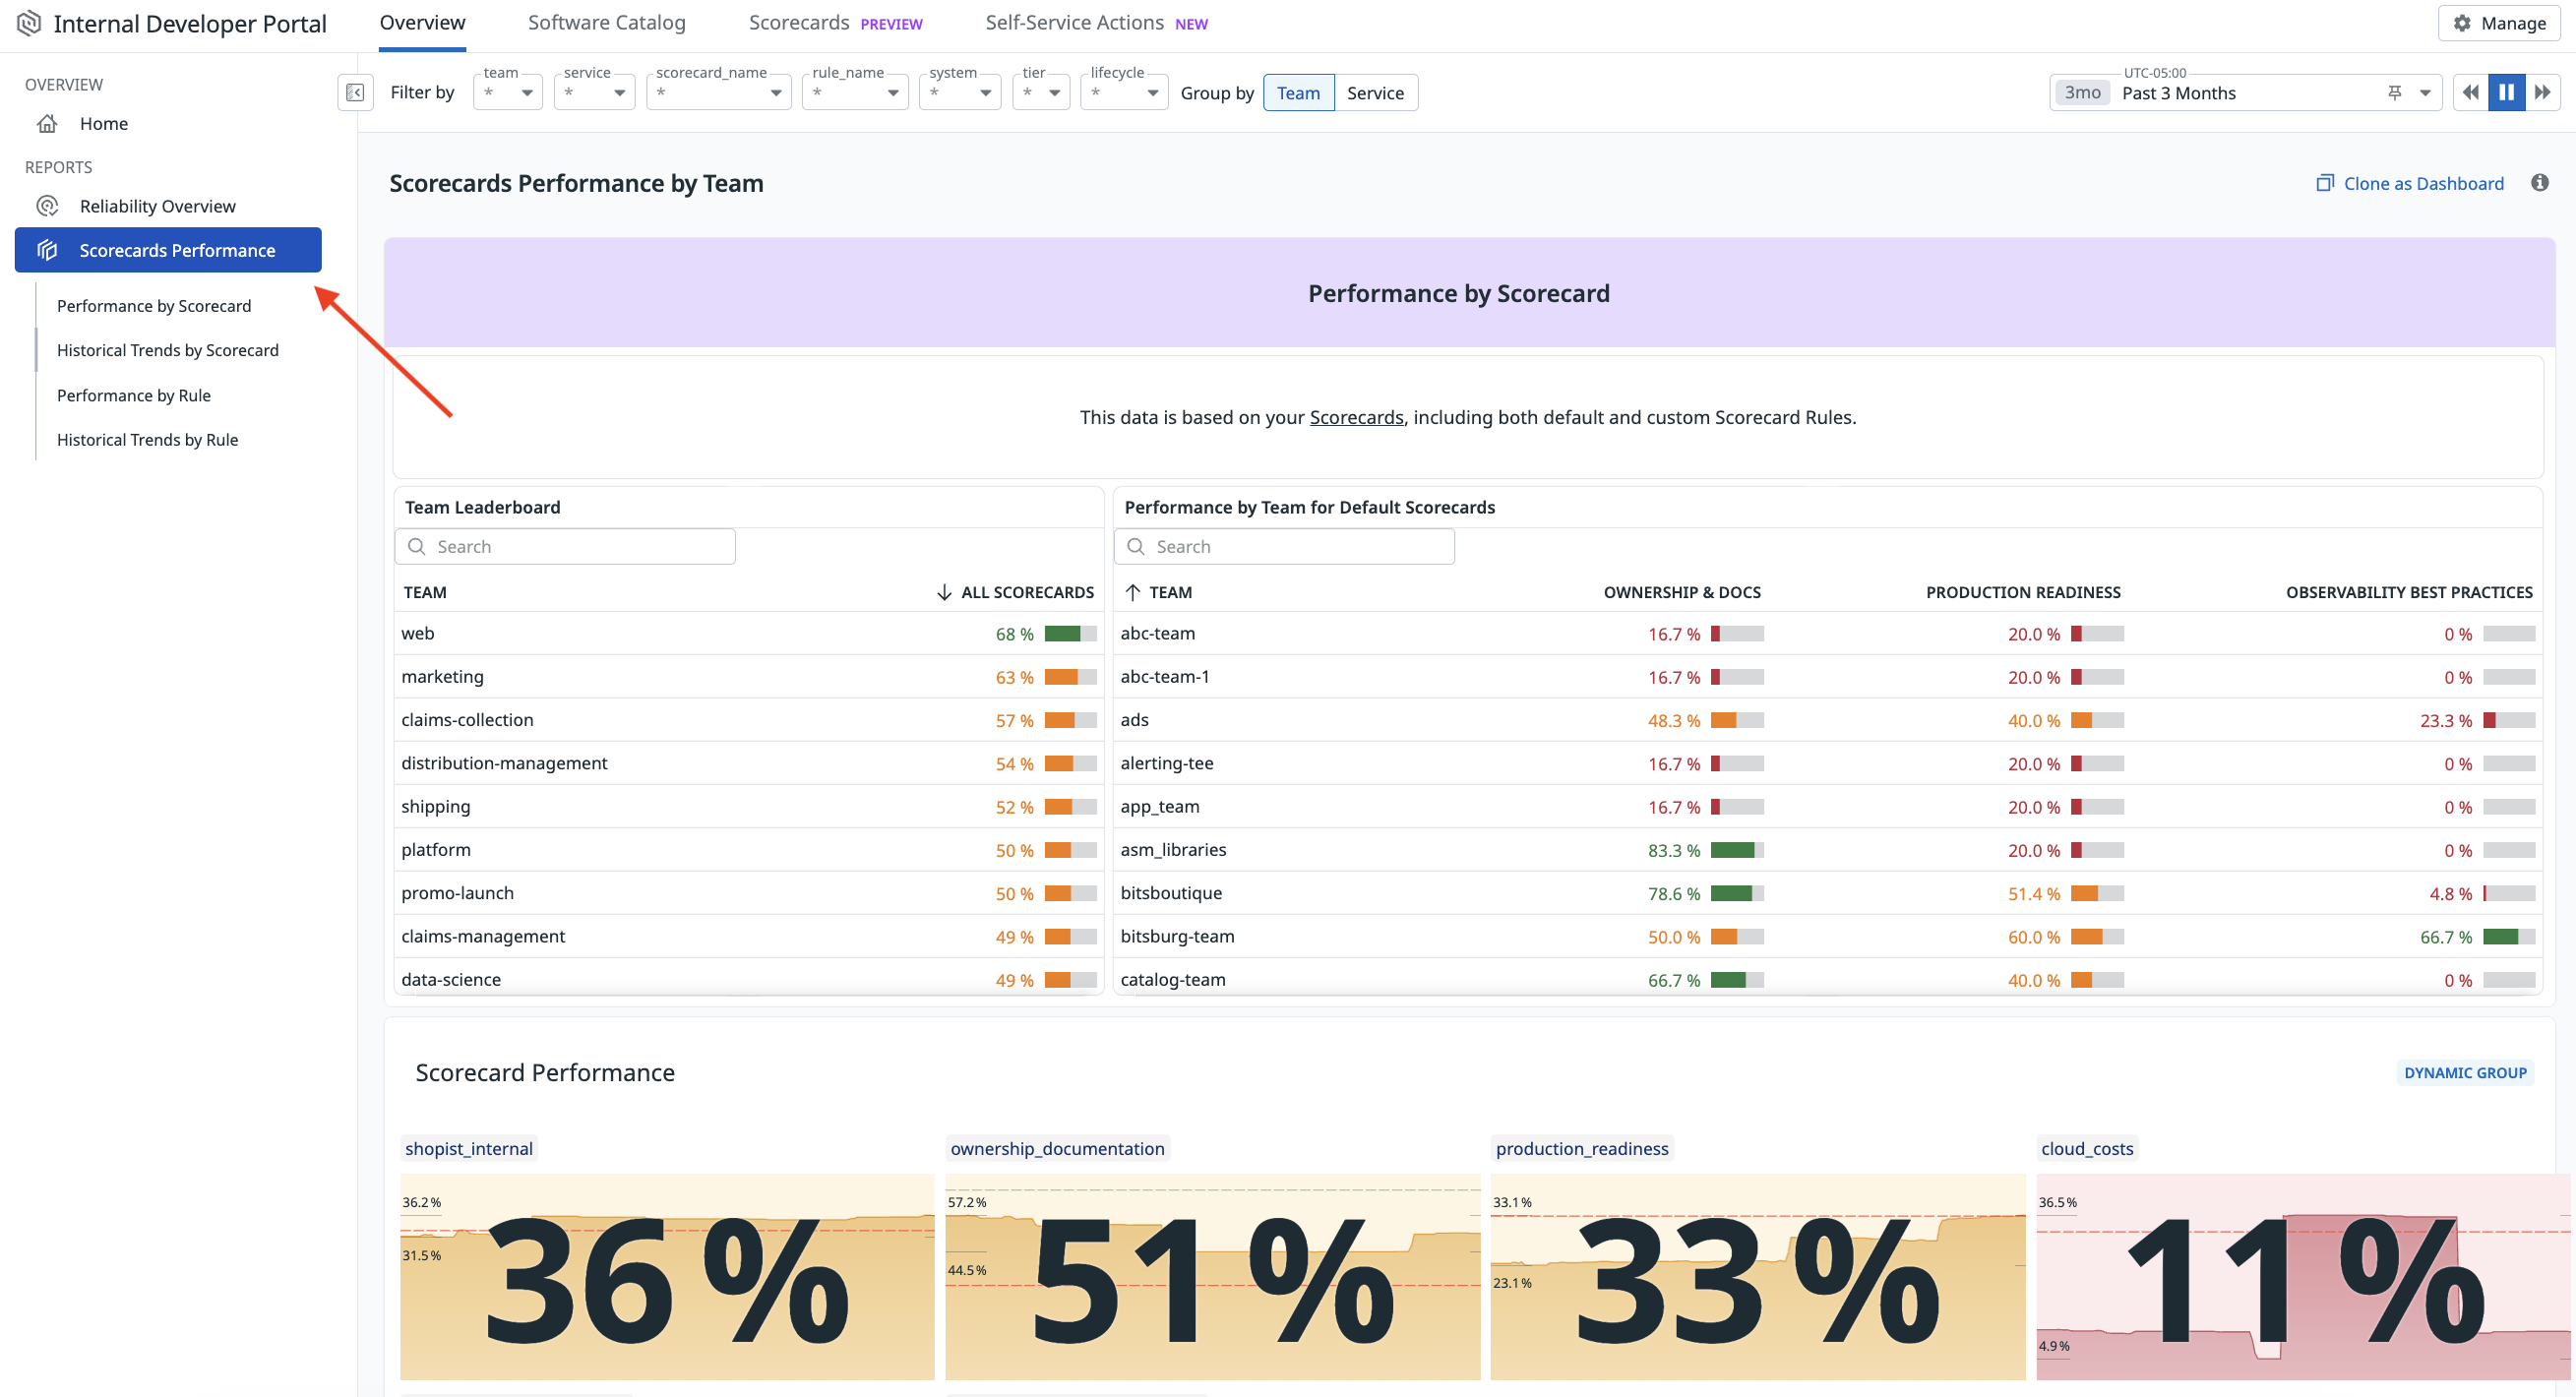 Internal Developer Portal
Overview
Software Catalog
Scorecards PREVIEW
Self-Service Actions NEW
Manage
OVERVIEW
Home
REPORTS
Reliability Overview
Scorecards Performance
Performance by Scorecard
Historical Trends by Scorecard
Performance by Rule
Historical Trends by Rule
Filter by
team
*
service
*
scorecard_name
*
rule_name
*
system
*
tier
*
lifecycle
*
Group by Team Service
UTC-05:00
3mo Past 3 Months
Scorecards Performance by Team
Clone as Dashboard
Performance by Scorecard
This data is based on your Scorecards, including both default and custom Scorecard Rules.
Team Leaderboard
Search
TEAM ALL SCORECARDS
web 68 %
marketing 63 %
claims-collection 57 %
distribution-management 54 %
shipping 52 %
platform 50 %
promo-launch 50 %
claims-management 49 %
data-science 49 %
Performance by Team for Default Scorecards
Search
TEAM OWNERSHIP & DOCS PRODUCTION READINESS OBSERVABILITY BEST PRACTICES
abc-team 16.7 % 20.0 % 0 %
abc-team-1 16.7 % 20.0 % 0 %
ads 48.3 % 40.0 % 23.3 %
alerting-tee 16.7 % 20.0 % 0 %
app_team 16.7 % 20.0 % 0 %
asm_libraries 83.3 % 20.0 % 0 %
bitsboutique 78.6 % 51.4 % 4.8 %
bitsburg-team 50.0 % 60.0 % 66.7 %
catalog-team 66.7 % 40.0 % 0 %
Scorecard Performance
DYNAMIC GROUP
shopist_internal
36.2 %
31.5 %
36 %
ownership_documentation
57.2 %
44.5 %
51 %
production_readiness
33.1 %
23.1 %
33 %
cloud_costs
36.5 %
4.9 %
11 %